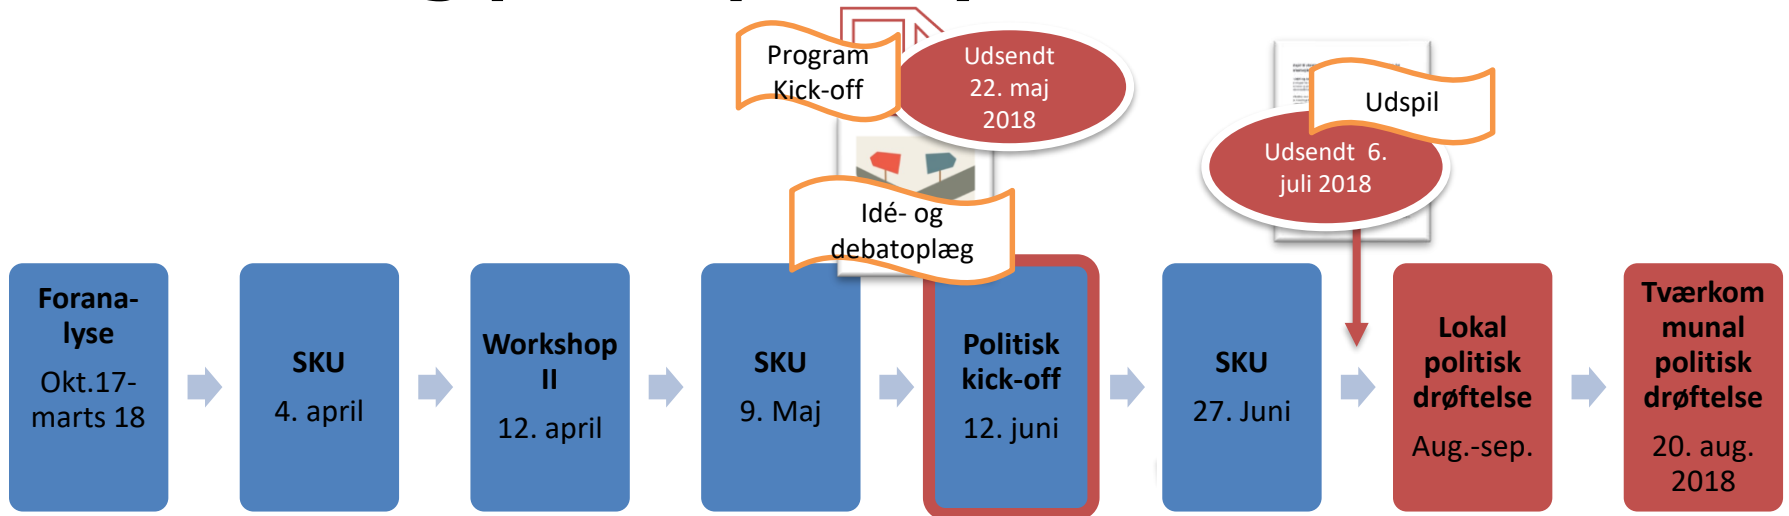 Program
Kick-off
Udsendt
22. maj
2018
Idé- og
debatoplæg
Udspil
Udsendt 6.
juli 2018
Forana-
lyse
Okt.17-
marts 18
SKU
4. april
Workshop
II
12. april
SKU
9. Maj
Politisk
kick-off
12. juni
SKU
27. Juni
Lokal
politisk
drøftelse
Aug.-sep.
Tværkom
munal
politisk
drøftelse
20. aug.
2018